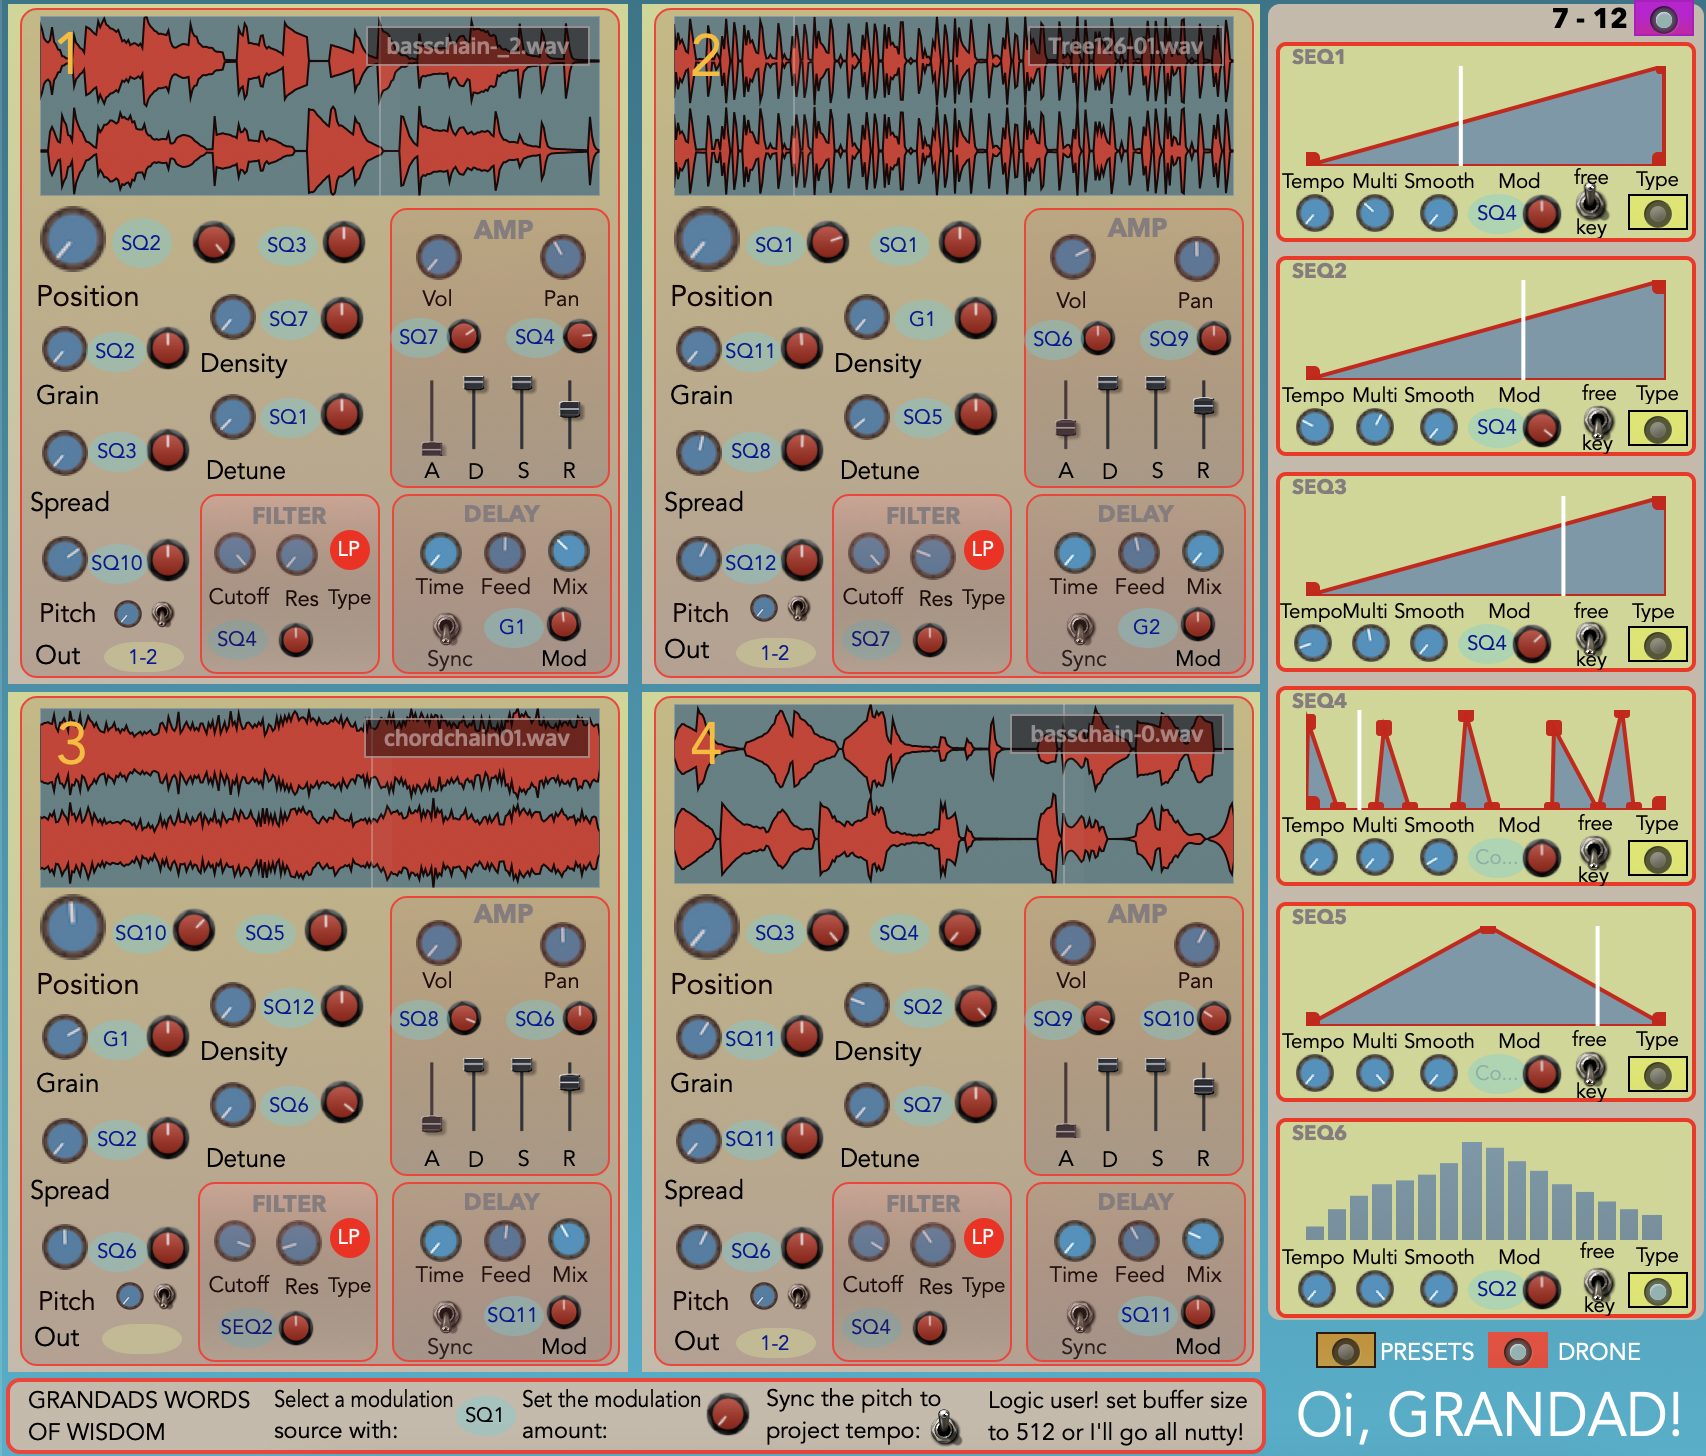 1
basschain-_2.wav
SQ2
SQ3
Position
SQ2
SQ7
Grain
Density
SQ3
SQ1
Spread
Detune
SQ10
Pitch
Out
1-2
AMP
Vol
Pan
SQ7
SQ4
A D S R
FILTER
LP
Cutoff Res Type
SQ4
DELAY
Time Feed Mix
G1
Sync
Mod
2
Tree126-01.wav
SQ1
SQ1
Position
SQ11
G1
Grain
Density
SQ8
SQ5
Spread
Detune
SQ12
Pitch
Out
1-2
AMP
Vol
Pan
SQ6
SQ9
A D S R
FILTER
LP
Cutoff Res Type
SQ7
DELAY
Time Feed Mix
G2
Sync
Mod
3
chordchain01.wav
SQ10
SQ5
Position
G1
SQ12
Grain
Density
SQ2
SQ6
Spread
Detune
SQ6
Pitch
Out
AMP
Vol
Pan
SQ8
SQ6
A D S R
FILTER
LP
Cutoff Res Type
SEQ2
DELAY
Time Feed Mix
SQ11
Sync
Mod
4
basschain-0.wav
SQ3
SQ4
Position
SQ11
SQ2
Grain
Density
SQ11
SQ7
Spread
Detune
SQ6
Pitch
Out
1-2
AMP
Vol
Pan
SQ9
SQ10
A D S R
FILTER
LP
Cutoff Res Type
SQ4
DELAY
Time Feed Mix
SQ11
Sync
Mod
7 - 12
SEQ1
Tempo Multi Smooth Mod free Type
SQ4
key
SEQ2
Tempo Multi Smooth Mod free Type
SQ4
key
SEQ3
Tempo Multi Smooth Mod free Type
SQ4
key
SEQ4
Tempo Multi Smooth Mod free Type
Co...
key
SEQ5
Tempo Multi Smooth Mod free Type
Co...
key
SEQ6
Tempo Multi Smooth Mod free Type
SQ2
key
PRESETS DRONE
Oi, GRANDAD!
GRANDADS WORDS
OF WISDOM
Select a modulation
source with:
SQ1
Set the modulation
amount:
Sync the pitch to
project tempo:
Logic user! set buffer size
to 512 or I'll go all nutty!